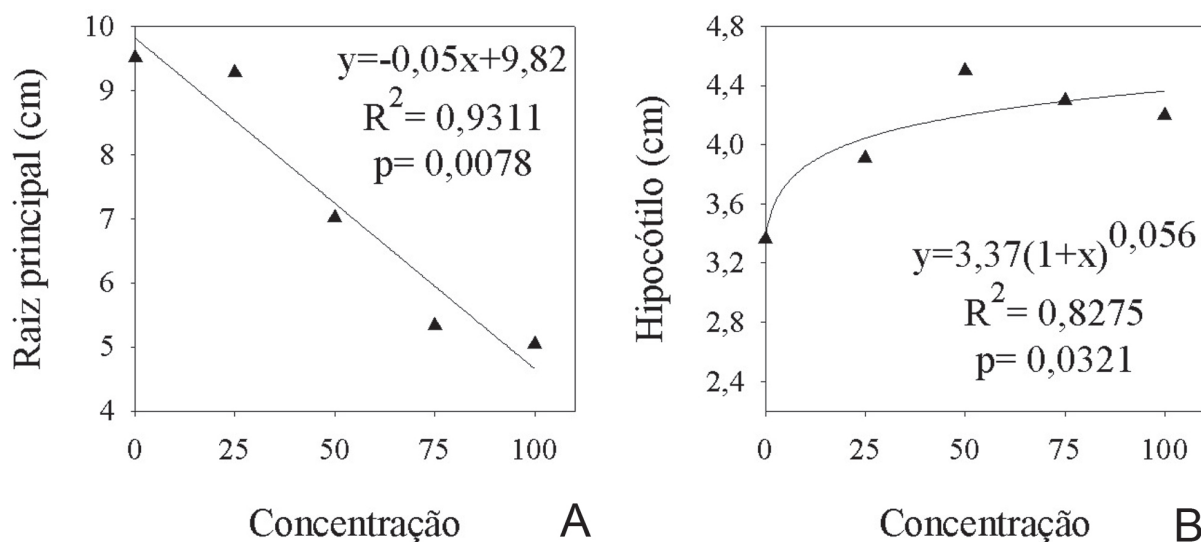 Raiz principal (cm)
10
9
8
7
6
5
4
y=-0,05x+9,82
R²= 0,9311
p= 0,0078
0 25 50 75 100
Concentração
A
Hipocótilo (cm)
4,8
4,4
4,0
3,6
3,2
2,8
2,4
y=3,37(1+x)^0,056
R²= 0,8275
p= 0,0321
0 25 50 75 100
Concentração
B